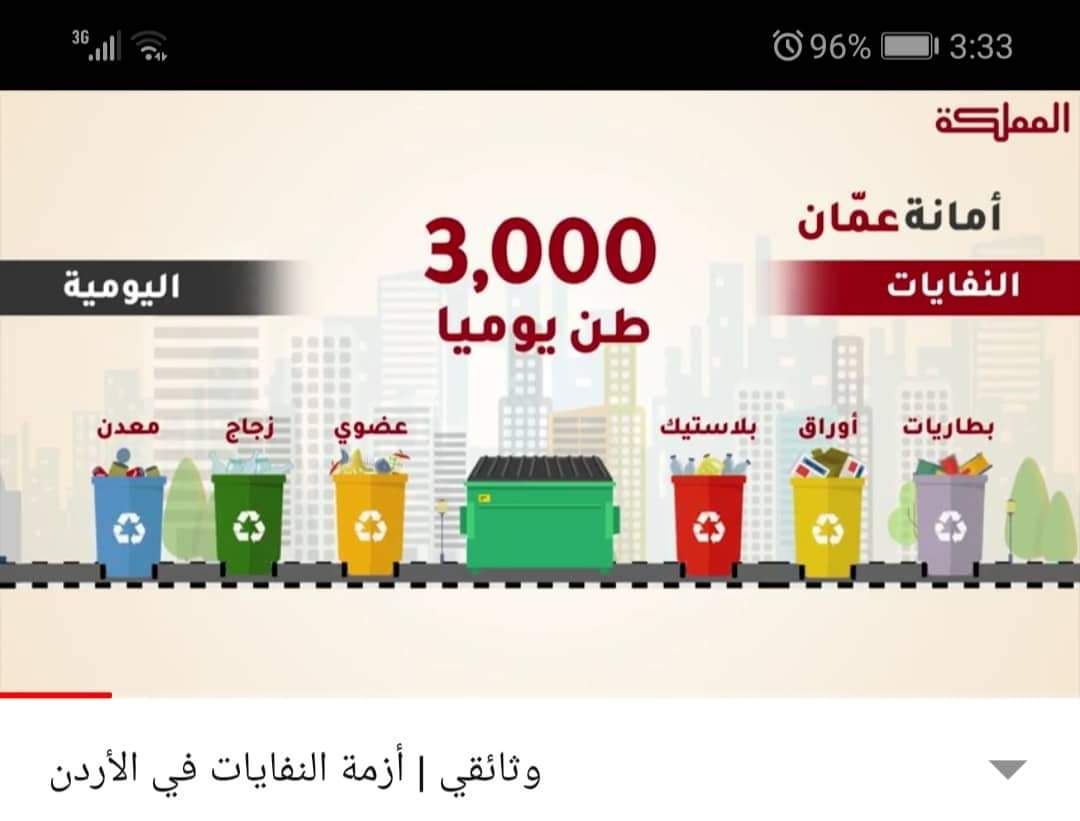 3G
96%
3:33
المملكة
أمانة عمّان
النفايات
اليومية
3,000
طن يوميا
بطاريات
أوراق
بلاستيك
عضوي
زجاج
معدن
وثائقي | أزمة النفايات في الأردن